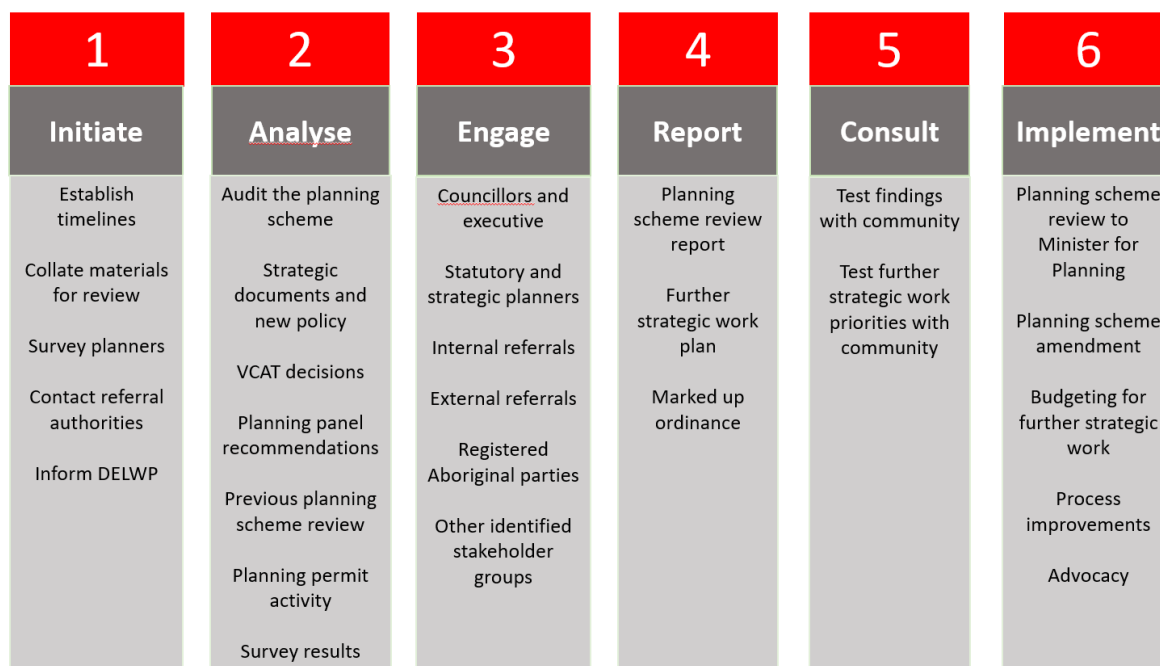 1
Initiate
Establish
timelines
Collate materials
for review
Survey planners
Contact referral
authorities
Inform DELWP
2
Analyse
Audit the planning
scheme
Strategic
documents and
new policy
VCAT decisions
Planning panel
recommendations
Previous planning
scheme review
Planning permit
activity
Survey results
3
Engage
Councillors and
executive
Statutory and
strategic planners
Internal referrals
External referrals
Registered
Aboriginal parties
Other identified
stakeholder
groups
4
Report
Planning
scheme review
report
Further
strategic work
plan
Marked up
ordinance
5
Consult
Test findings
with community
Test further
strategic work
priorities with
community
6
Implement
Planning scheme
review to
Minister for
Planning
Planning scheme
amendment
Budgeting for
further strategic
work
Process
improvements
Advocacy